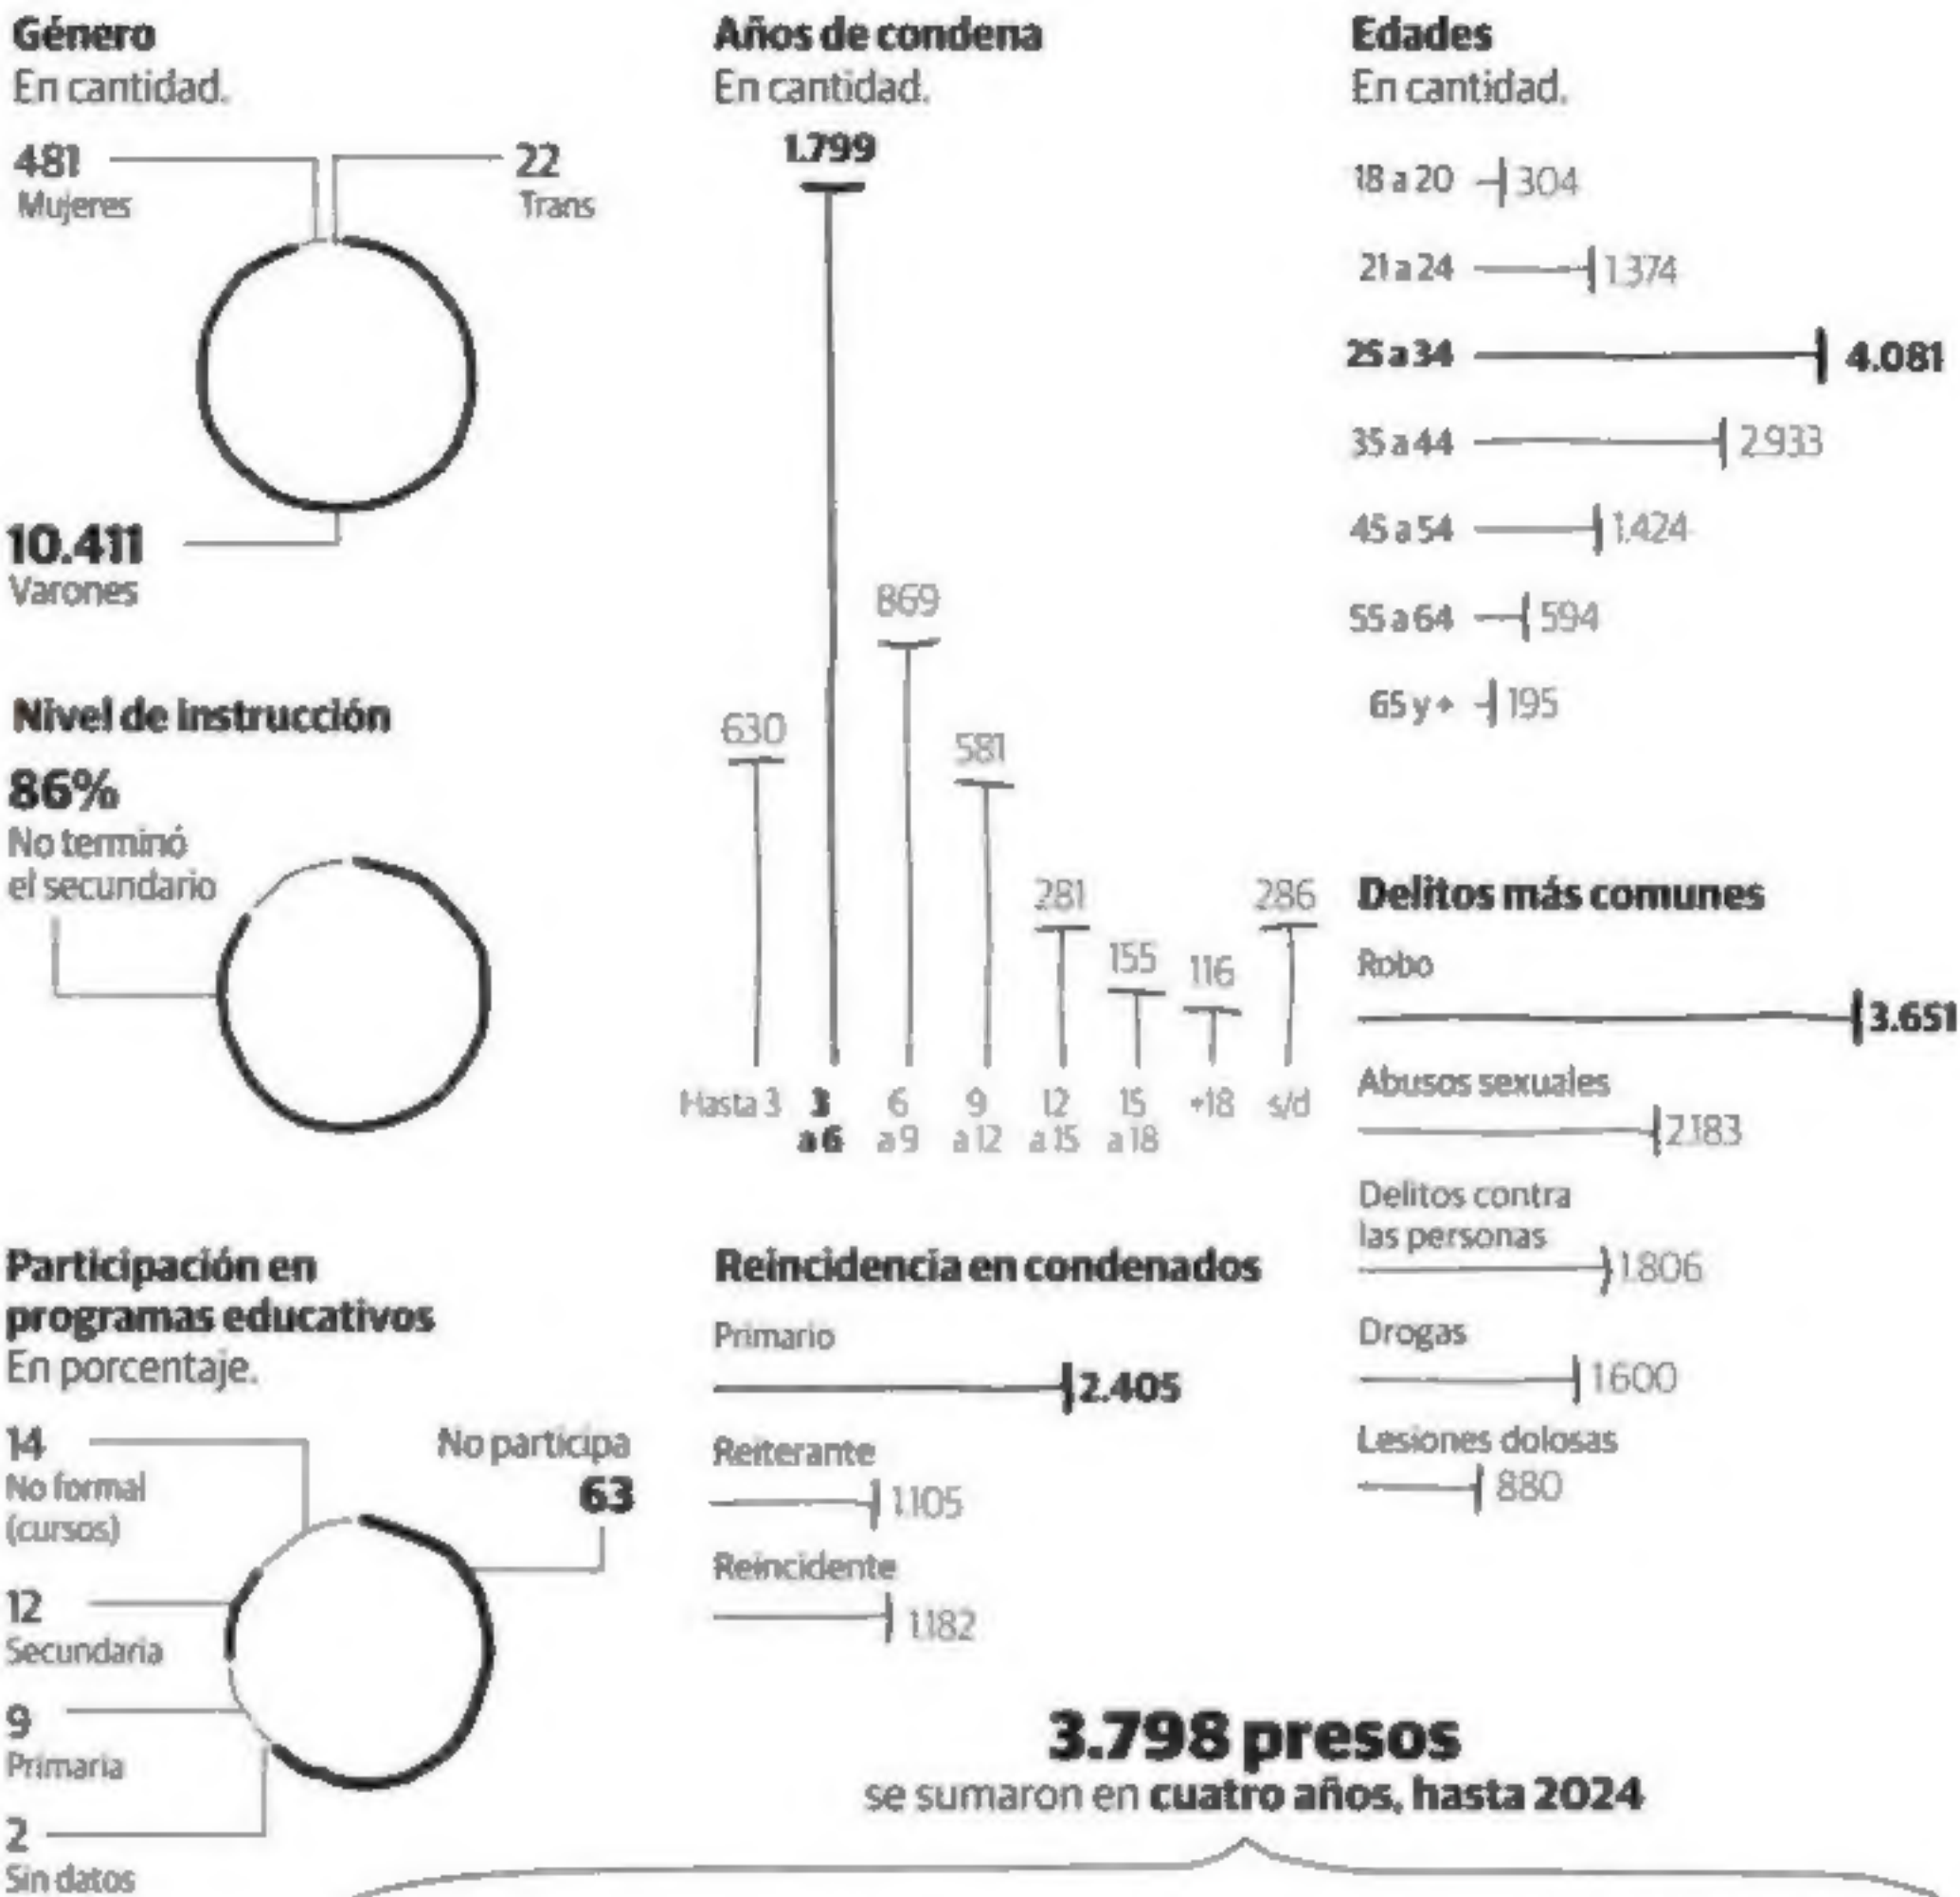 Género
En cantidad.
481
Mujeres
22
Trans
10.411
Varones
Nivel de instrucción
86%
No terminó
el secundario
Participación en
programas educativos
En porcentaje.
14
No formal
(cursos)
12
Secundaria
9
Primaria
2
Sin datos
No participa
63
Años de condena
En cantidad.
1.799
869
630
581
281
286
155
116
Hasta 3 3 6 9 12 15 +18 s/d
a 6 a 9 a 12 a 15 a 18
Reincidencia en condenados
Primario
2.405
Reiterante
1.105
Reincidente
1.182
Edades
En cantidad.
18 a 20 304
21 a 24 1.374
25 a 34 4.081
35 a 44 2.933
45 a 54 1.424
55 a 64 594
65 y + 195
Delitos más comunes
Robo
3.651
Abusos sexuales
2.183
Delitos contra
las personas
1.806
Drogas
1600
Lesiones dolosas
880
3.798 presos
se sumaron en cuatro años, hasta 2024